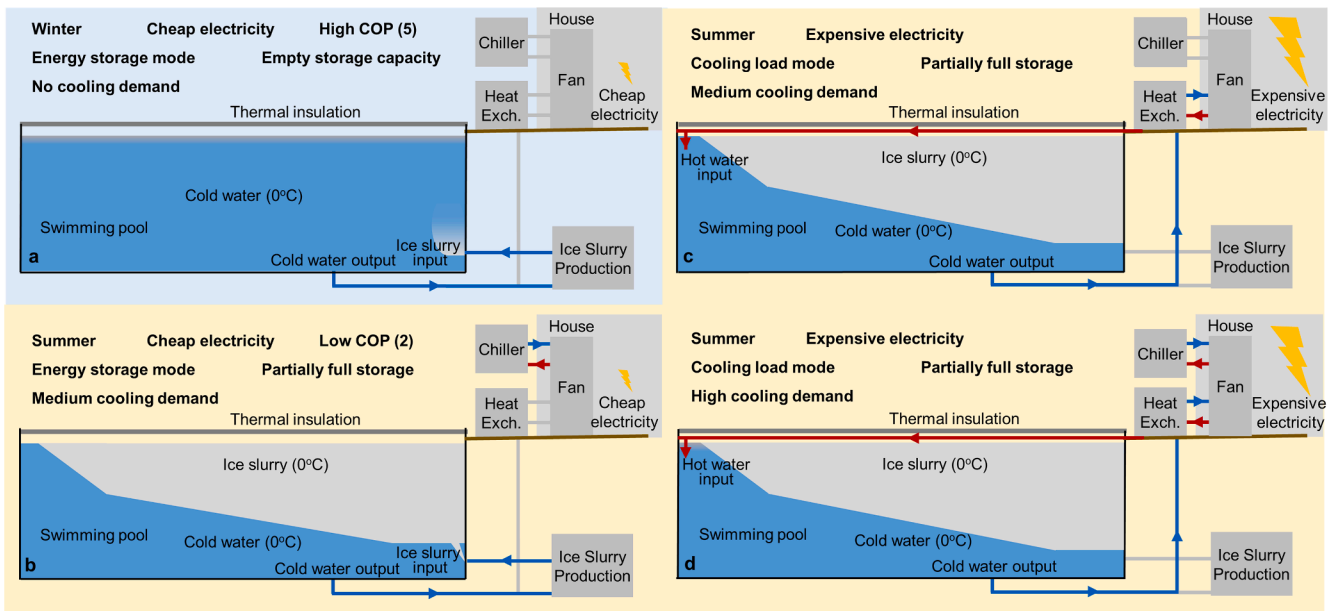 Winter Cheap electricity High COP (5)
Energy storage mode Empty storage capacity
No cooling demand
House
Chiller
Fan
Heat
Exch.
Cheap
electricity
Thermal insulation
Cold water (0°C)
Swimming pool
Ice slurry
input
a
Cold water output
Ice Slurry
Production
Summer Expensive electricity
Cooling load mode Partially full storage
Medium cooling demand
House
Chiller
Fan
Heat
Exch.
Expensive
electricity
Thermal insulation
Hot water
input
Ice slurry (0°C)
Swimming pool
Cold water (0°C)
c
Cold water output
Ice Slurry
Production
Summer Cheap electricity Low COP (2)
Energy storage mode Partially full storage
Medium cooling demand
House
Chiller
Fan
Heat
Exch.
Cheap
electricity
Thermal insulation
Ice slurry (0°C)
Swimming pool
Cold water (0°C)
Ice slurry
input
b
Cold water output
Ice Slurry
Production
Summer Expensive electricity
Cooling load mode Partially full storage
High cooling demand
House
Chiller
Fan
Heat
Exch.
Expensive
electricity
Thermal insulation
Hot water
input
Ice slurry (0°C)
Swimming pool
Cold water (0°C)
d
Cold water output
Ice Slurry
Production